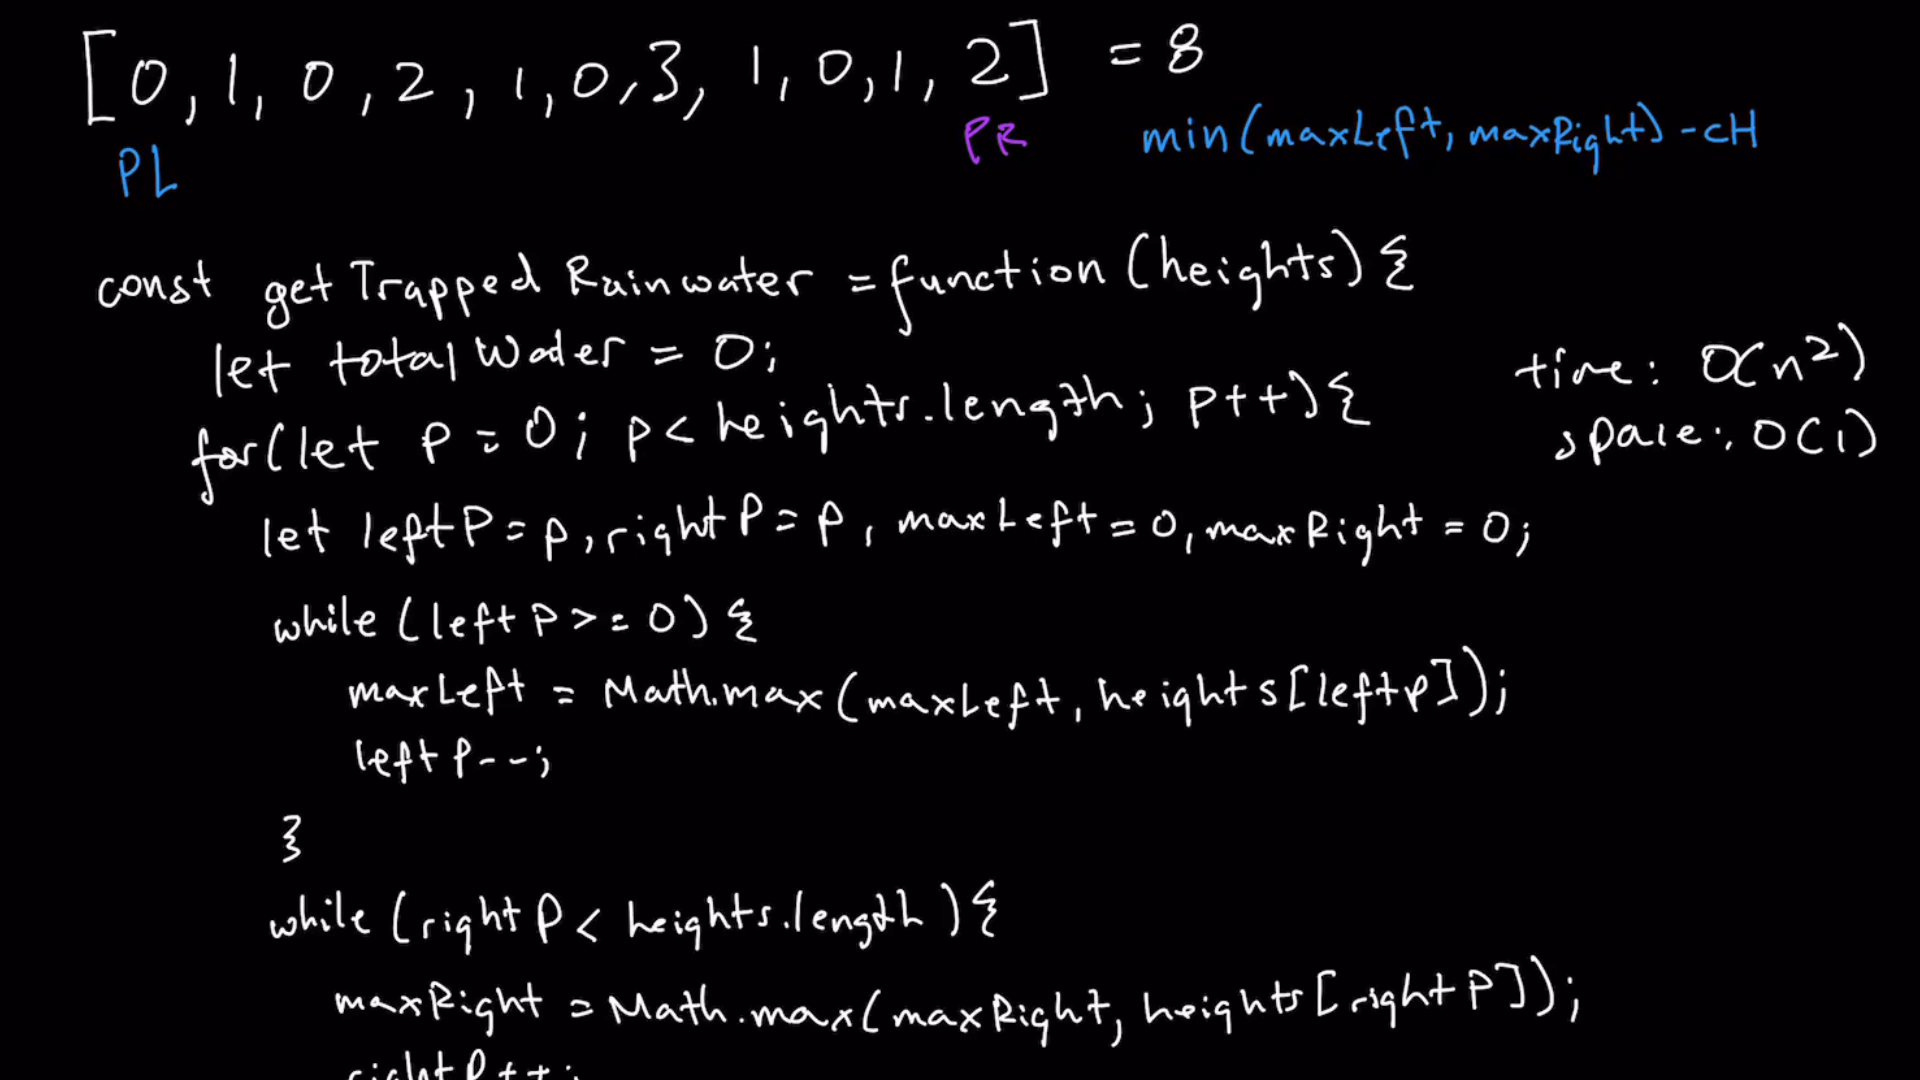 [0, 1, 0, 2, 1, 0, 3, 1, 0, 1, 2] = 8
PL
PR
min(maxLeft, maxRight) - cH
const getTrappedRainwater = function(heights) {
let totalWater = 0;
for(let p = 0; p < heights.length; p++) {
time: O(n²)
space: O(1)
let leftP = p, rightP = p, maxLeft = 0, maxRight = 0;
while (leftP >= 0) {
maxLeft = Math.max(maxLeft, heights[leftP]);
leftP--;
}
while (rightP < heights.length) {
maxRight = Math.max(maxRight, heights[rightP]);
rightP++;